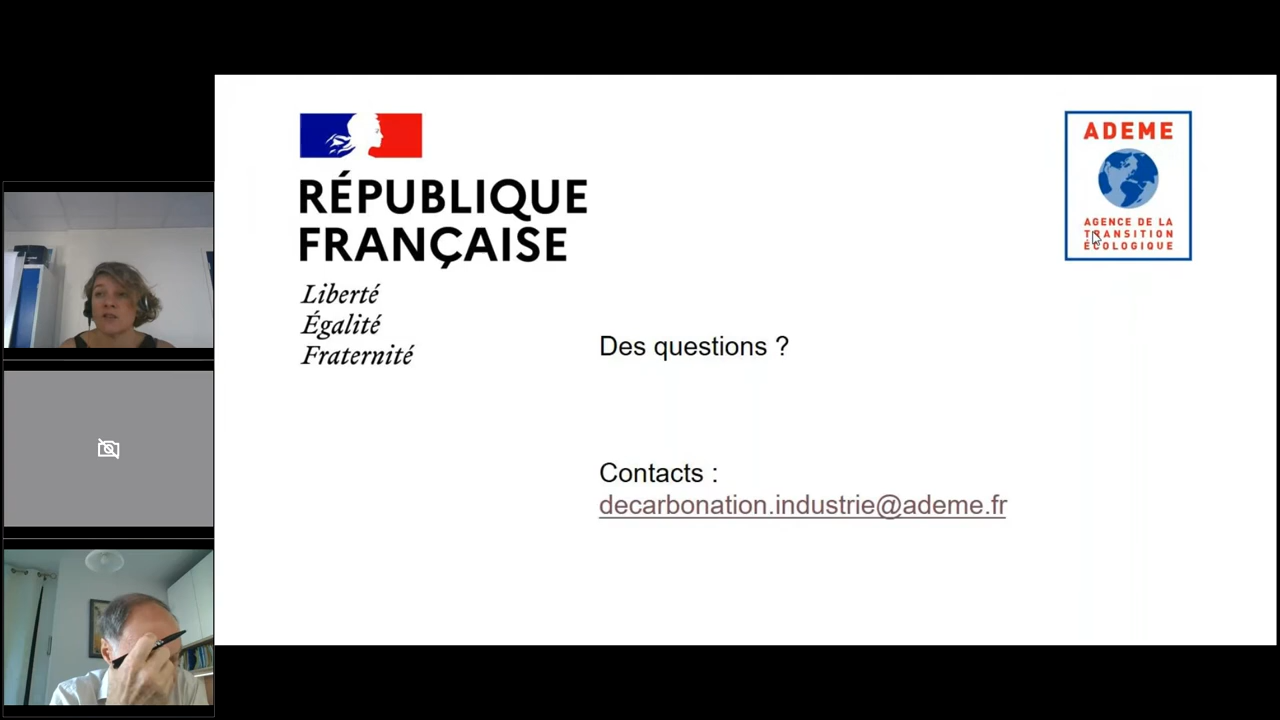 RÉPUBLIQUE
FRANÇAISE
Liberté
Égalité
Fraternité
ADEME
AGENCE DE LA
TRANSITION
ÉCOLOGIQUE
Des questions ?
Contacts :
decarbonation.industrie@ademe.fr